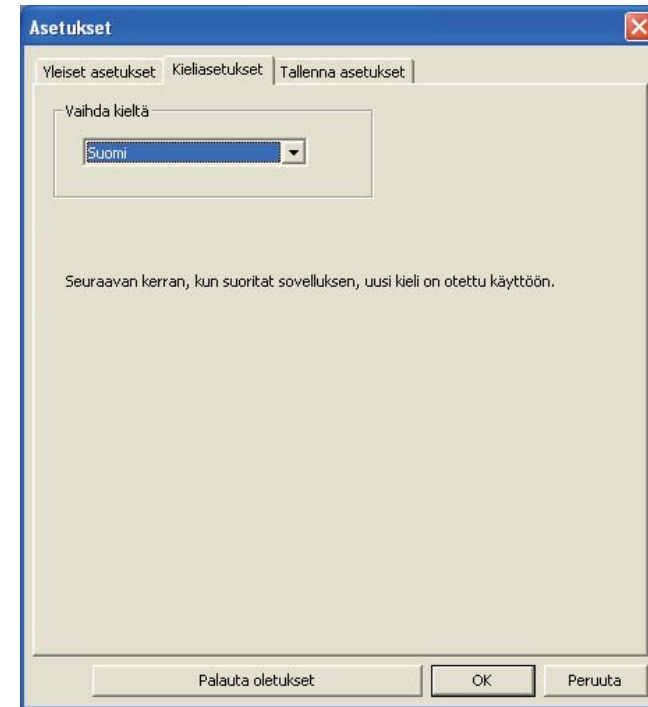 Asetukset
Yleiset asetukset Kieliasetukset Tallenna asetukset
Vaihda kieltä
Suomi
Seuraavan kerran, kun suoritat sovelluksen, uusi kieli on otettu käyttöön.
Palauta oletukset OK Peruuta